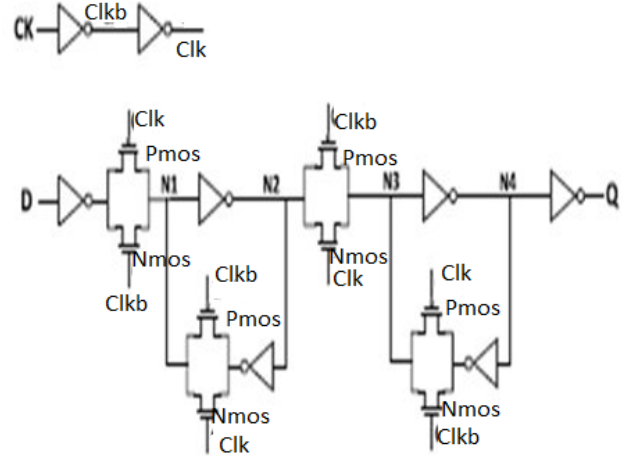 CK Clkb Clk
Clk Clkb
Pmos Pmos
D N1 N2 N3 N4 Q
Nmos Nmos
Clkb Clk
Clkb Clk
Pmos Pmos
Nmos Nmos
Clk Clkb